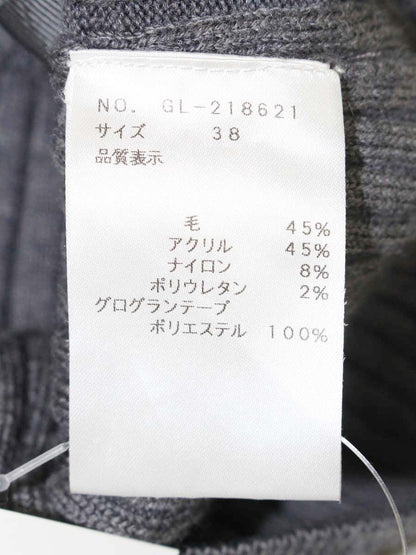 NO. GL-218621
サイズ 38
品質表示
毛 45%
アクリル 45%
ナイロン 8%
ポリウレタン 2%
グログランテープ
ポリエステル 100%